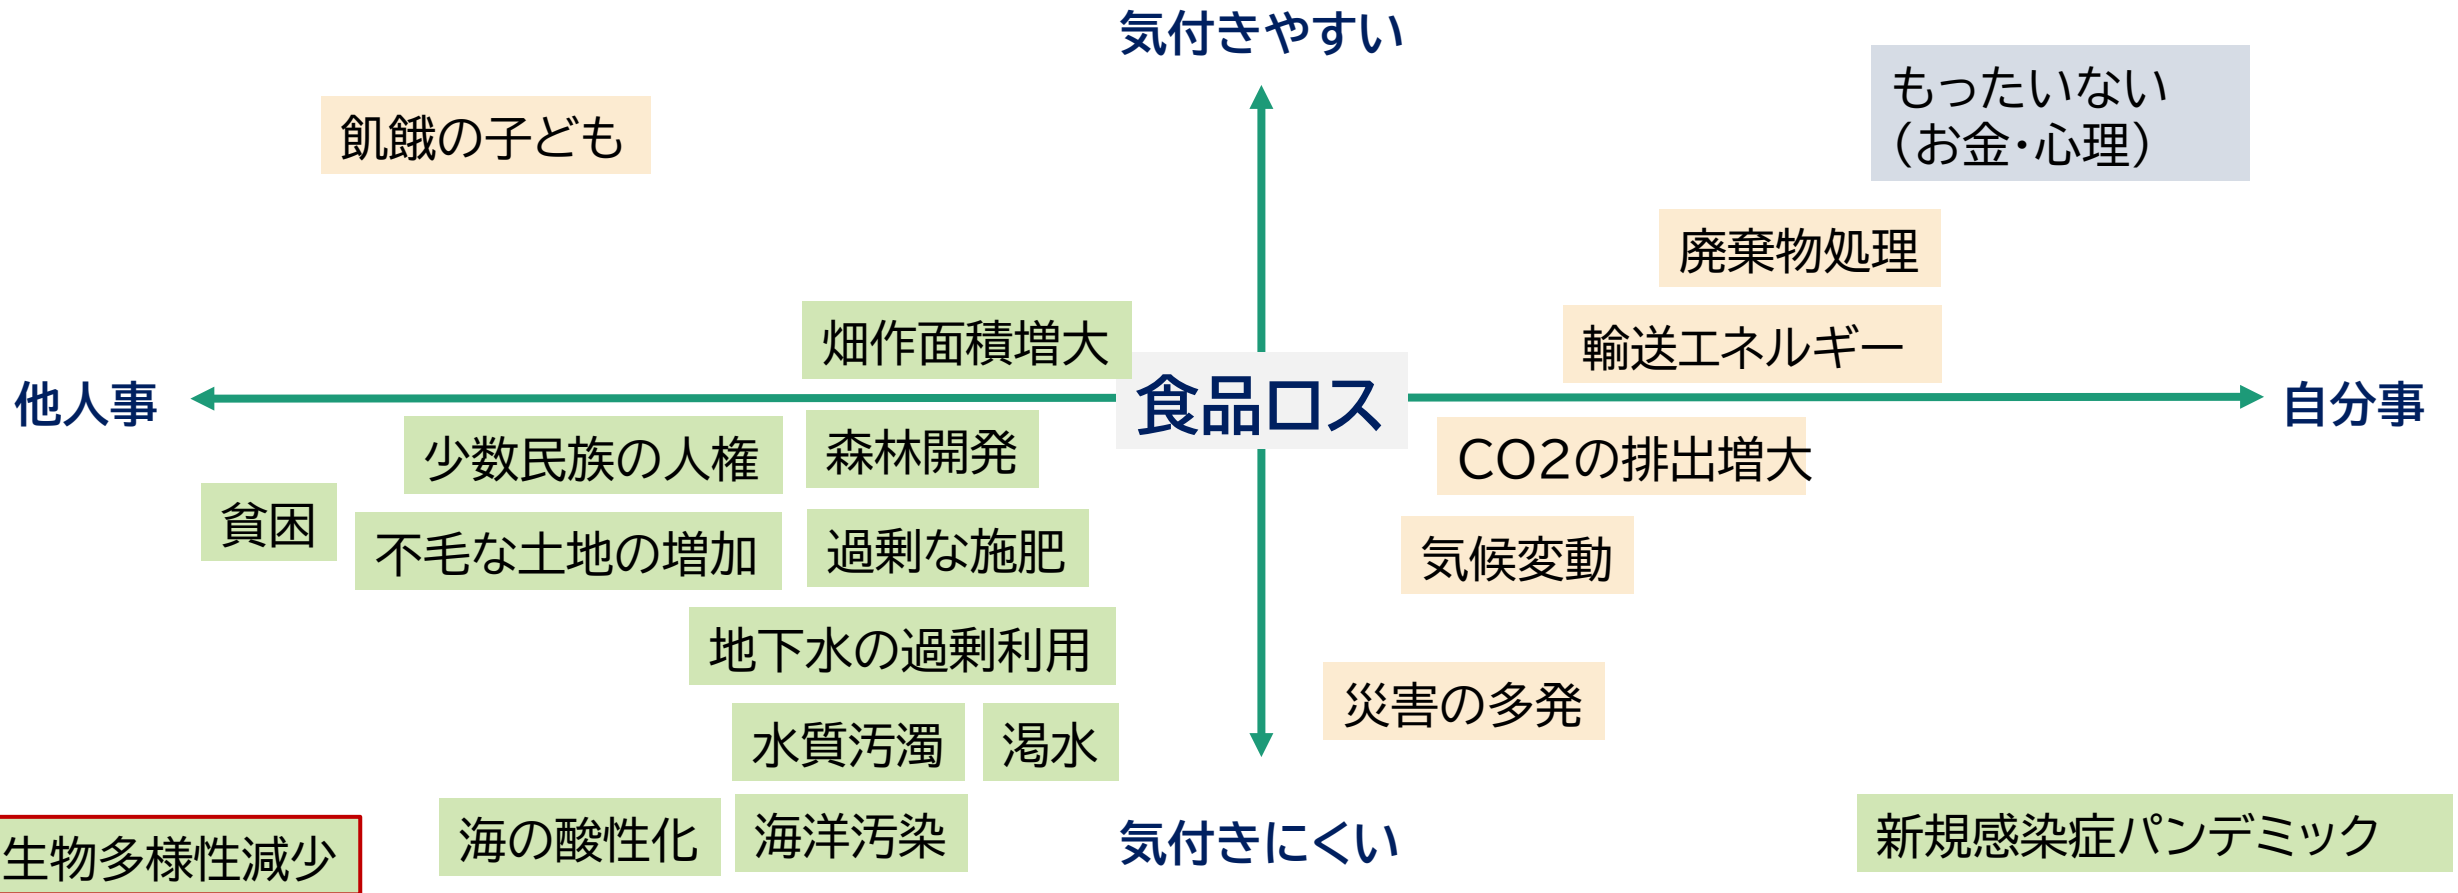 気付きやすい
もったいない
（お金・心理）
飢餓の子ども
廃棄物処理
畑作面積増大
輸送エネルギー
他人事
食品ロス
自分事
少数民族の人権
森林開発
CO2の排出増大
貧困
不毛な土地の増加
過剰な施肥
気候変動
地下水の過剰利用
災害の多発
水質汚濁
渇水
生物多様性減少
海の酸性化
海洋汚染
気付きにくい
新規感染症パンデミック